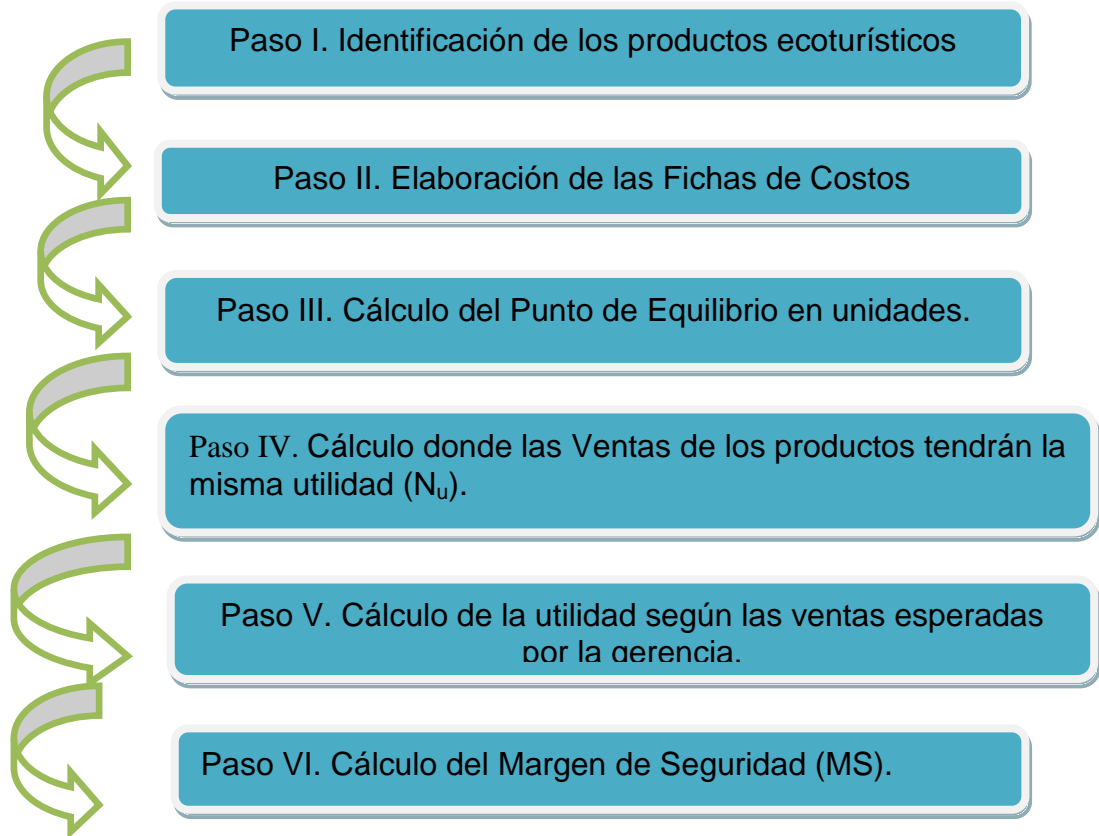 Paso I. Identificación de los productos ecoturísticos
Paso II. Elaboración de las Fichas de Costos
Paso III. Cálculo del Punto de Equilibrio en unidades.
Paso IV. Cálculo donde las Ventas de los productos tendrán la
misma utilidad (Nu).
Paso V. Cálculo de la utilidad según las ventas esperadas
por la gerencia.
Paso VI. Cálculo del Margen de Seguridad (MS).